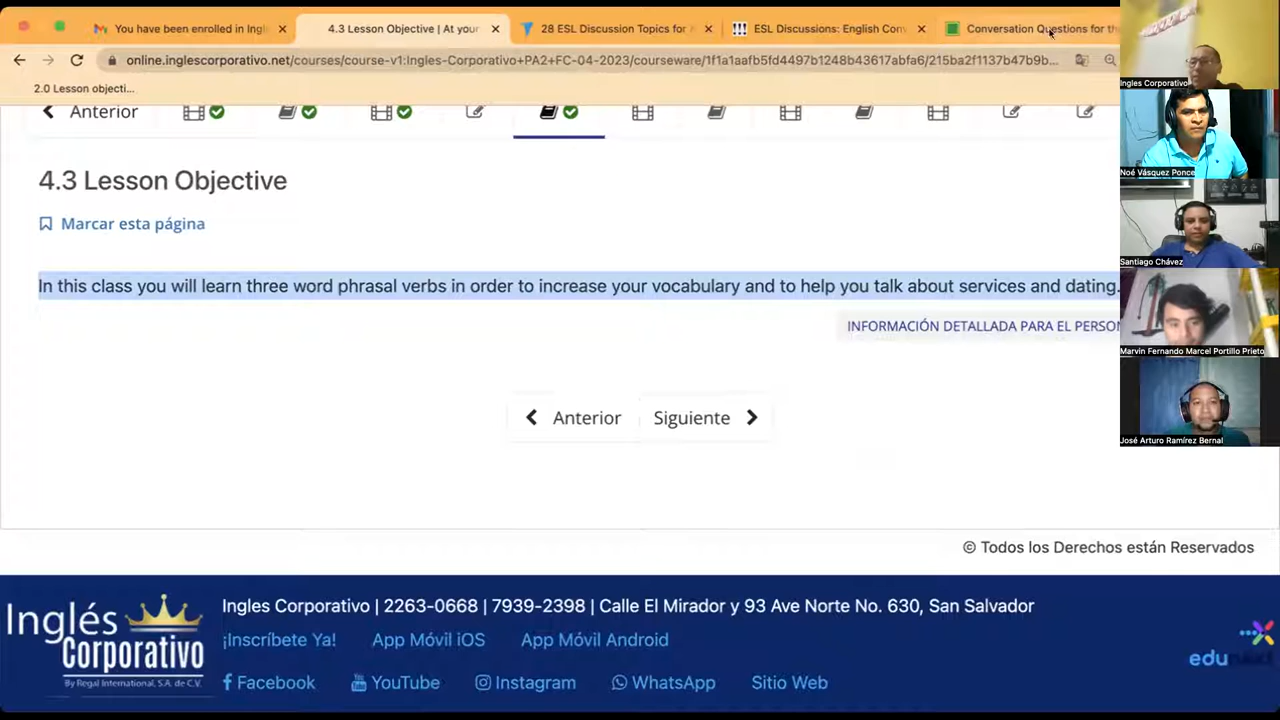 You have been enrolled in Ingl
4.3 Lesson Objective | At your
28 ESL Discussion Topics for
ESL Discussions: English Con
Conversation Questions for th
online.inglescorporativo.net/courses/course-v1:Ingles-Corporativo+PA2+FC-04-2023/courseware/1f1a1aafb5fd4497b1248b43617abfa6/215ba2f1137b47b9b...
2.0 Lesson objecti...
Ingles Corporativo
Anterior
4.3 Lesson Objective
Noé Vásquez Ponce
Marcar esta página
Santiago Chávez
In this class you will learn three word phrasal verbs in order to increase your vocabulary and to help you talk about services and dating.
INFORMACIÓN DETALLADA PARA EL PERSON
Marvin Fernando Marcel Portillo Prieto
Anterior
Siguiente
José Arturo Ramírez Bernal
© Todos los Derechos están Reservados
Inglés Corporativo
By Regal International, S.A. de C.V.
Ingles Corporativo | 2263-0668 | 7939-2398 | Calle El Mirador y 93 Ave Norte No. 630, San Salvador
¡Inscríbete Ya!
App Móvil iOS
App Móvil Android
Facebook
YouTube
Instagram
WhatsApp
Sitio Web
edu